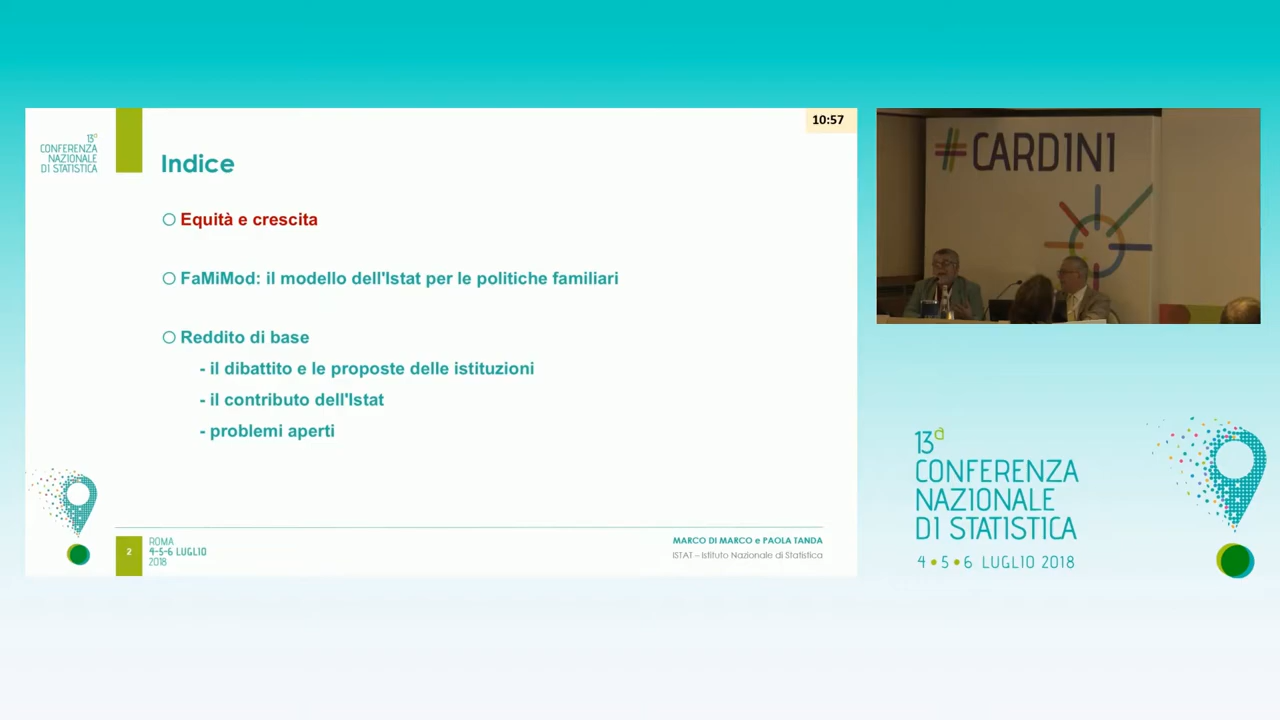 13ª
CONFERENZA
NAZIONALE
DI STATISTICA
10:57
Indice
Equità e crescita
FaMiMod: il modello dell'Istat per le politiche familiari
Reddito di base
- il dibattito e le proposte delle istituzioni
- il contributo dell'Istat
- problemi aperti
2
ROMA
4-5-6 LUGLIO
2018
MARCO DI MARCO e PAOLA TANDA
ISTAT – Istituto Nazionale di Statistica
#CARDINI
13ª
CONFERENZA
NAZIONALE
DI STATISTICA
4•5•6 LUGLIO 2018